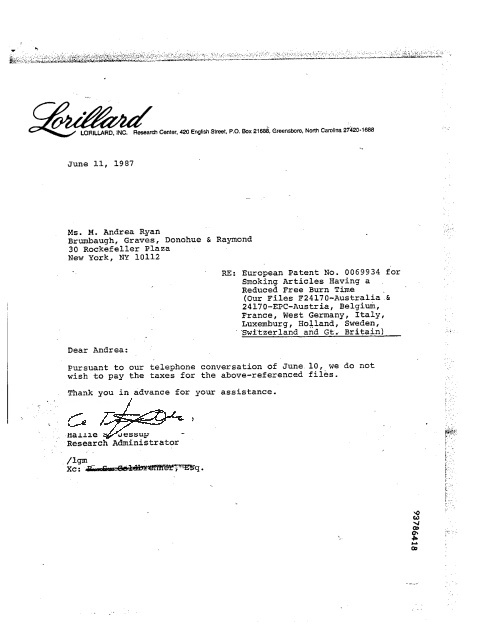 Lorillard
LORILLARD, INC. Research Center, 420 English Street, P.O. Box 21688, Greensboro, North Carolina 27420-1688
June 11, 1987
Ms. M. Andrea Ryan
Brumbaugh, Graves, Donohue & Raymond
30 Rockefeller Plaza
New York, NY 10112
RE: European Patent No. 0069934 for
Smoking Articles Having a
Reduced Free Burn Time
(Our Files F24170-Australia &
24170-EPC-Austria, Belgium,
France, West Germany, Italy,
Luxemburg, Holland, Sweden,
Switzerland and Gt. Britain)
Dear Andrea:
Pursuant to our telephone conversation of June 10, we do not
wish to pay the taxes for the above-referenced files.
Thank you in advance for your assistance.
Hallie Jessup
Research Administrator
/lgm
Xc: Esq.
93786418